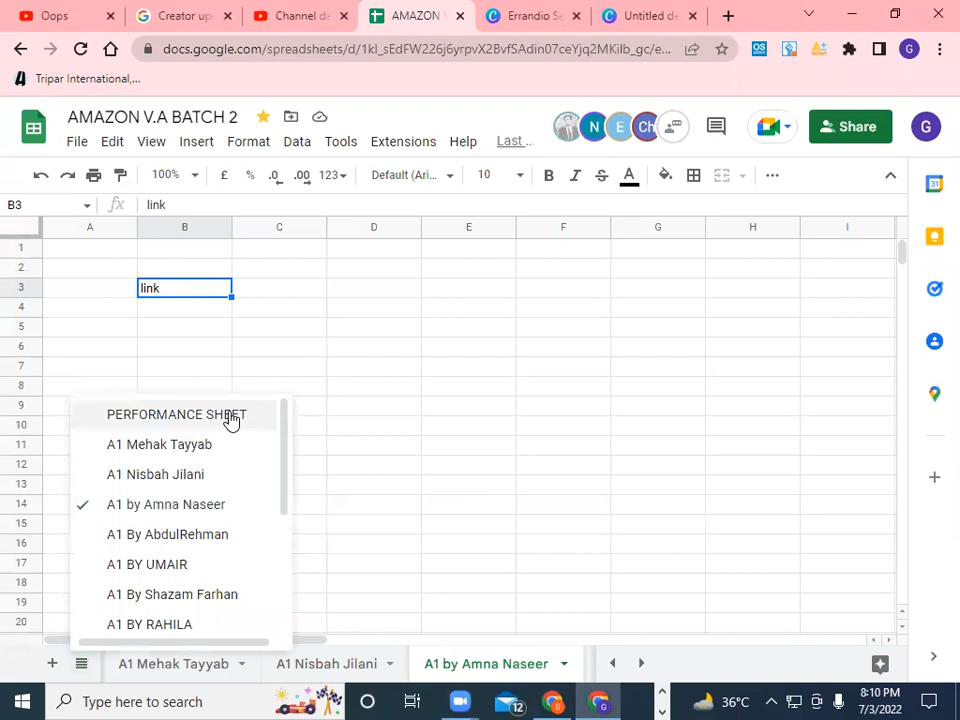 Oops
Creator up
Channel da
AMAZON V
Errandio Se
Untitled de
docs.google.com/spreadsheets/d/1kl_sEdFW226j6yrpvX2BvfSAdin07ceYjq2MKilb_gc/e...
G
Tripar International,...
AMAZON V.A BATCH 2
N E Ch
Share
G
File Edit View Insert Format Data Tools Extensions Help Last ...
100% £ % .0 .00 123 Default (Ari... 10 B I S A
B3 fx link
A B C D E F G H I
1
2
3 link
4
5
6
7
8
9
10
11
12
13
14
15
16
17
18
19
20
PERFORMANCE SHEET
A1 Mehak Tayyab
A1 Nisbah Jilani
A1 by Amna Naseer
A1 By AbdulRehman
A1 BY UMAIR
A1 By Shazam Farhan
A1 BY RAHILA
A1 Mehak Tayyab A1 Nisbah Jilani A1 by Amna Naseer
Type here to search
12
36°C
8:10 PM
7/3/2022